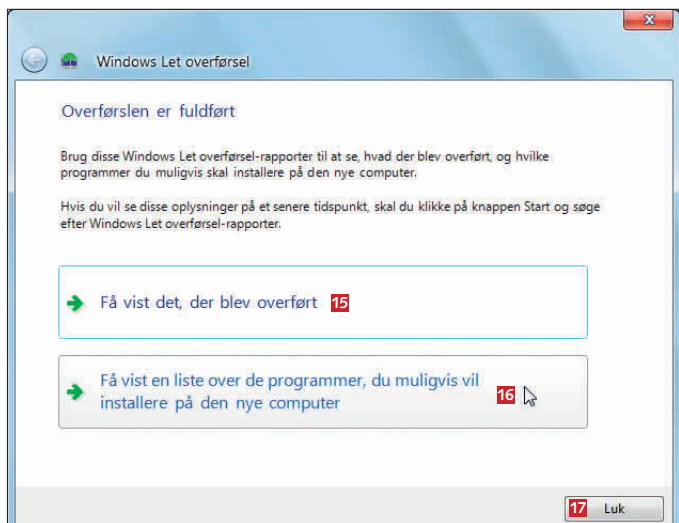 Windows Let overførsel
Overførslen er fuldført
Brug disse Windows Let overførsel-rapporter til at se, hvad der blev overført, og hvilke
programmer du muligvis skal installere på den nye computer.
Hvis du vil se disse oplysninger på et senere tidspunkt, skal du klikke på knappen Start og søge
efter Windows Let overførsel-rapporter.
Få vist det, der blev overført 15
Få vist en liste over de programmer, du muligvis vil
installere på den nye computer 16
17 Luk